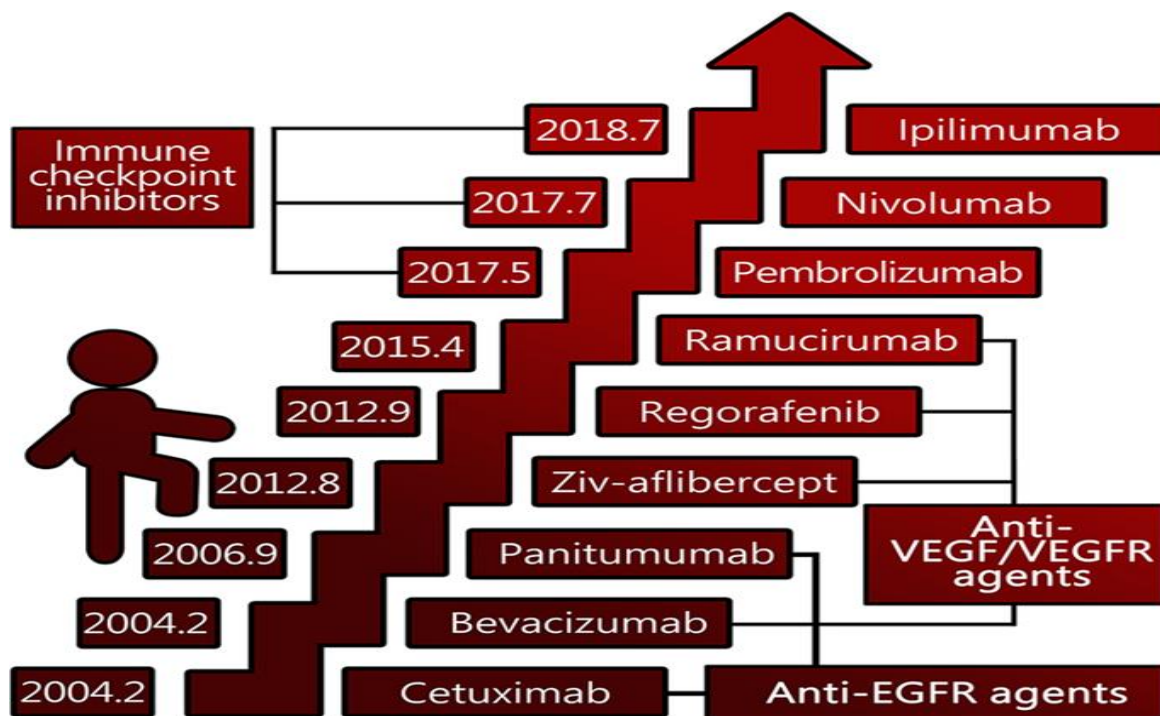 2018.7
Ipilimumab
Immune
checkpoint
inhibitors
2017.7
Nivolumab
2017.5
Pembrolizumab
2015.4
Ramucirumab
2012.9
Regorafenib
2012.8
Ziv-aflibercept
2006.9
Panitumumab
Anti-
VEGF/VEGFR
agents
2004.2
Bevacizumab
2004.2
Cetuximab
Anti-EGFR agents